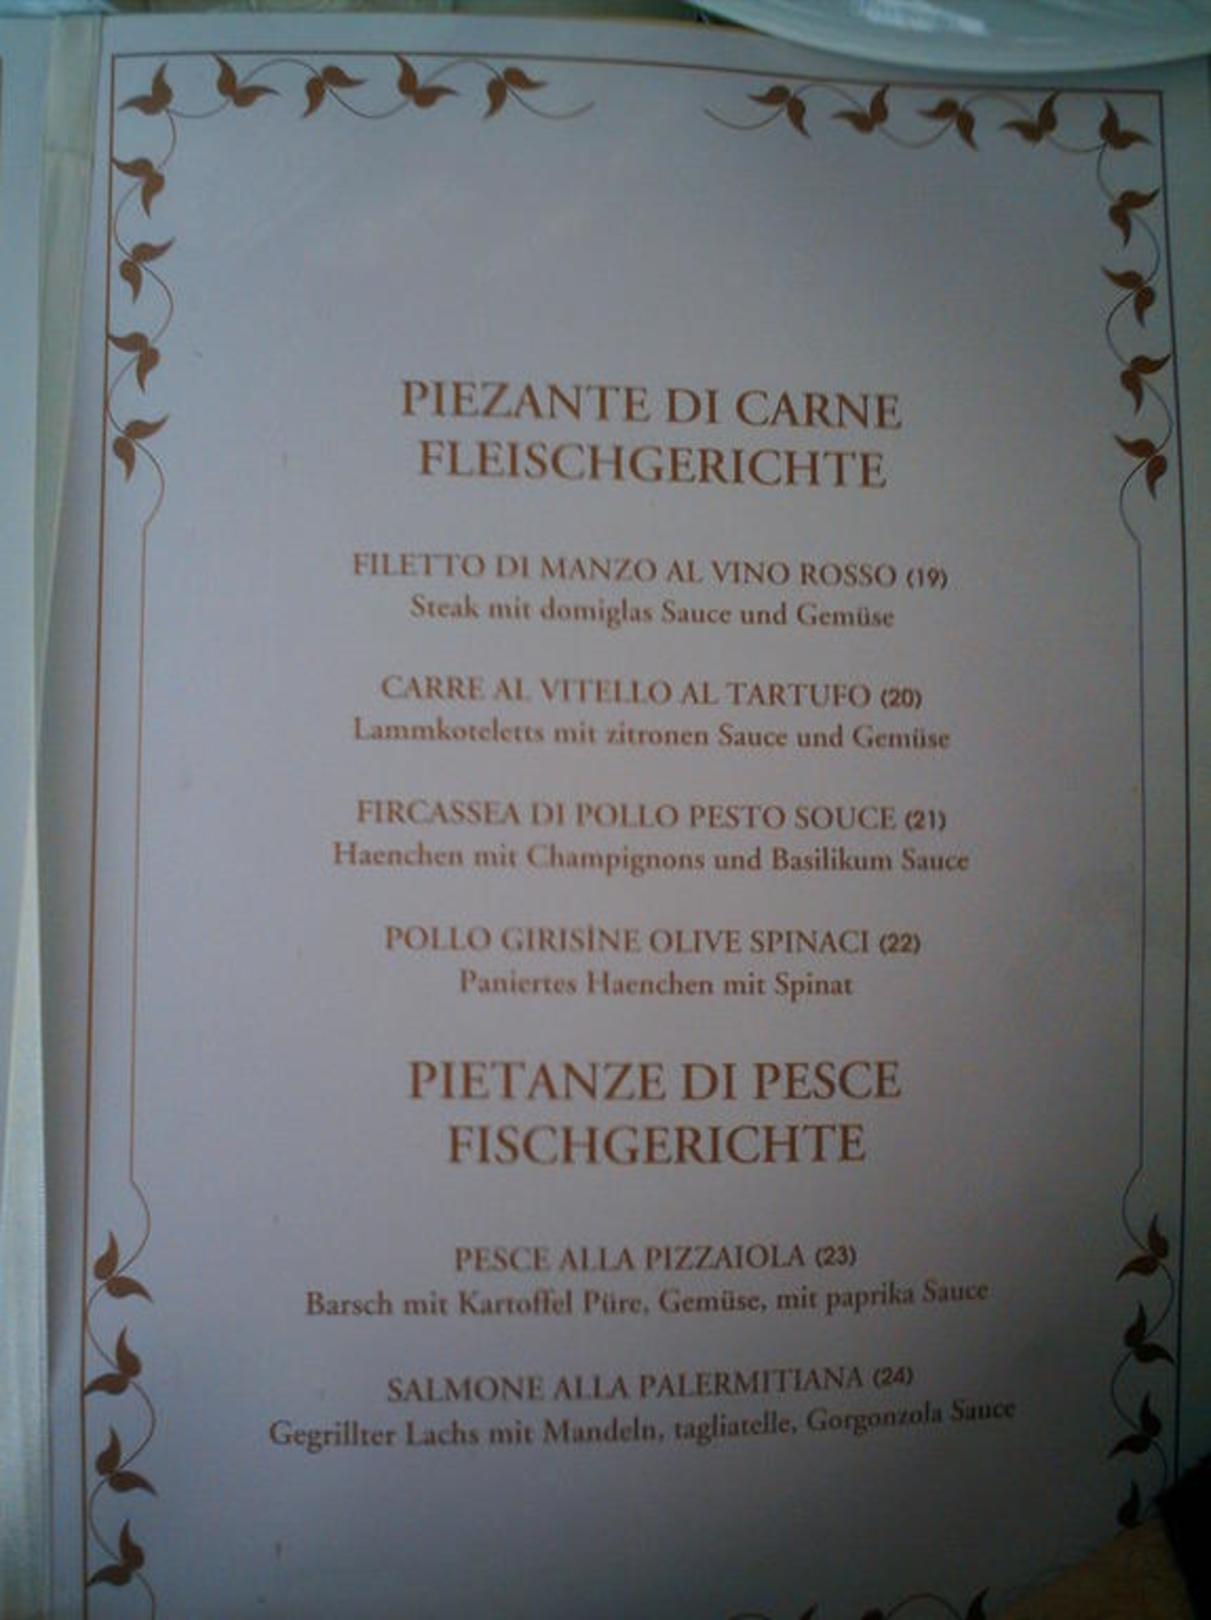 PIEZANTE DI CARNE
FLEISCHGERICHTE
FILETTO DI MANZO AL VINO ROSSO (19)
Steak mit domiglas Sauce und Gemüse
CARRE AL VITELLO AL TARTUFO (20)
Lammkoteletts mit zitronen Sauce und Gemüse
FIRCASSEA DI POLLO PESTO SOUCE (21)
Haenchen mit Champignons und Basilikum Sauce
POLLO GIRISİNE OLIVE SPINACI (22)
Paniertes Haenchen mit Spinat
PIETANZE DI PESCE
FISCHGERICHTE
PESCE ALLA PIZZAIOLA (23)
Barsch mit Kartoffel Püre, Gemüse, mit paprika Sauce
SALMONE ALLA PALERMITIANA (24)
Gegrillter Lachs mit Mandeln, tagliatelle, Gorgonzola Sauce